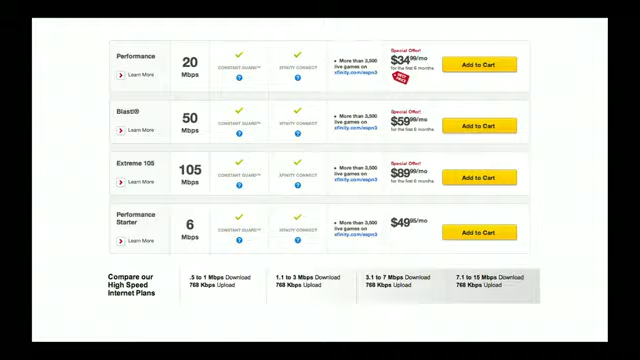 Performance
Learn More
20
Mbps
CONSTANT GUARD™
XFINITY CONNECT
• More than 3,500
live games on
xfinity.com/espn3
Special Offer!
$34.99/mo
for the first 6 months
BEST PRICE
Add to Cart
Blast!®
Learn More
50
Mbps
CONSTANT GUARD™
XFINITY CONNECT
• More than 3,500
live games on
xfinity.com/espn3
Special Offer!
$59.99/mo
for the first 6 months
Add to Cart
Extreme 105
Learn More
105
Mbps
CONSTANT GUARD™
XFINITY CONNECT
• More than 3,500
live games on
xfinity.com/espn3
Special Offer!
$89.99/mo
for the first 6 months
Add to Cart
Performance
Starter
Learn More
6
Mbps
CONSTANT GUARD™
XFINITY CONNECT
• More than 3,500
live games on
xfinity.com/espn3
$49.95/mo
Add to Cart
Compare our
High Speed
Internet Plans
.5 to 1 Mbps Download
768 Kbps Upload
1.1 to 3 Mbps Download
768 Kbps Upload
3.1 to 7 Mbps Download
768 Kbps Upload
7.1 to 15 Mbps Download
768 Kbps Upload